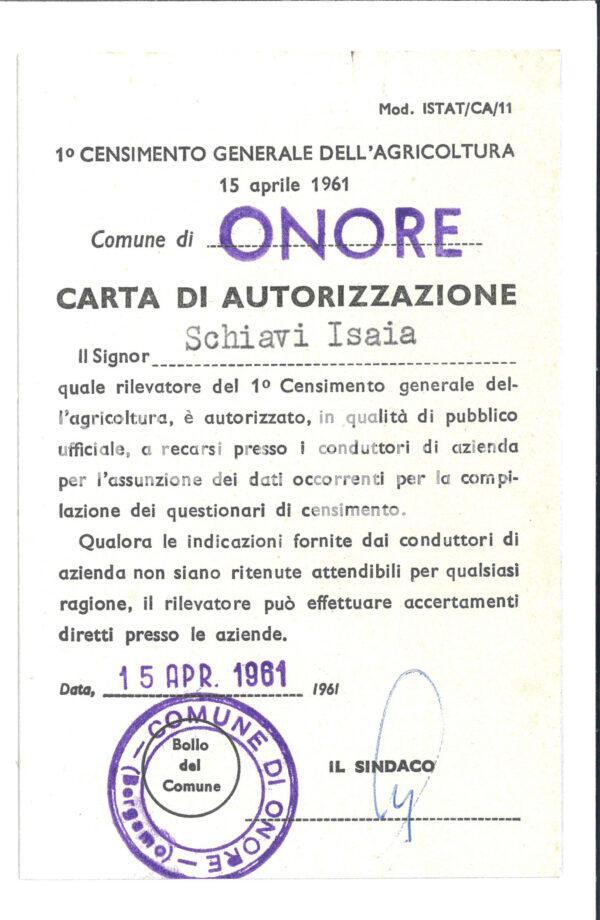 Mod. ISTAT/CA/11
1º CENSIMENTO GENERALE DELL'AGRICOLTURA
15 aprile 1961
Comune di ONORE
CARTA DI AUTORIZZAZIONE
Il Signor Schiavi Isaia
quale rilevatore del 1º Censimento generale del-
l'agricoltura, è autorizzato, in qualità di pubblico
ufficiale, a recarsi presso i conduttori di azienda
per l'assunzione dei dati occorrenti per la compi-
lazione dei questionari di censimento.
Qualora le indicazioni fornite dai conduttori di
azienda non siano ritenute attendibili per qualsiasi
ragione, il rilevatore può effettuare accertamenti
diretti presso le aziende.
Data, 15 APR. 1961 1961
COMUNE DI ONORE
(Bergamo)
Bollo
del
Comune
IL SINDACO